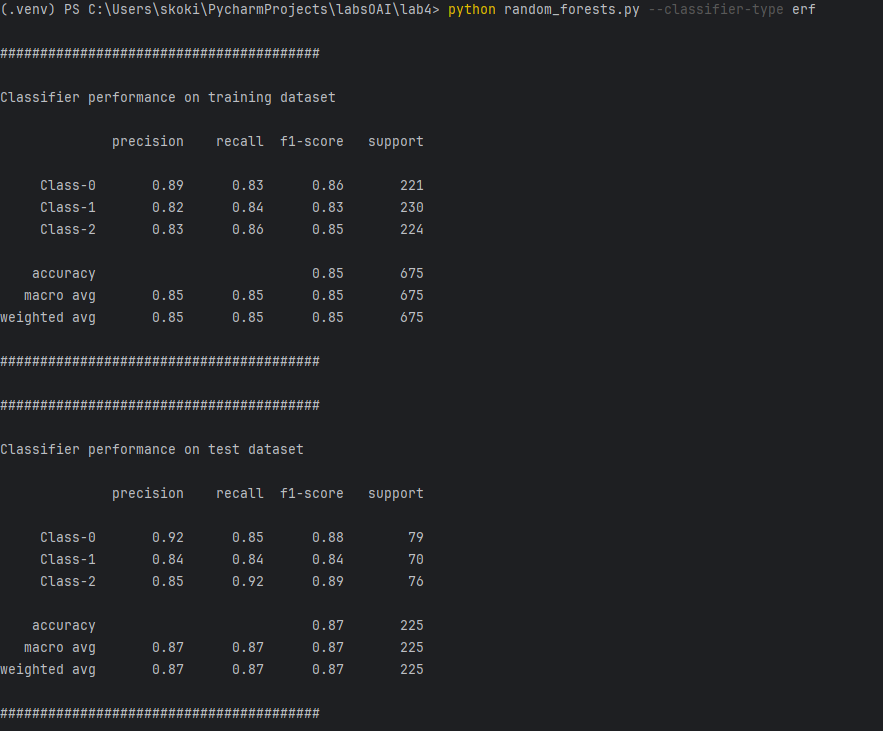 (.venv) PS C:\Users\skoki\PycharmProjects\labsOAI\lab4> python random_forests.py --classifier-type erf
########################################
Classifier performance on training dataset
precision recall f1-score support
Class-0 0.89 0.83 0.86 221
Class-1 0.82 0.84 0.83 230
Class-2 0.83 0.86 0.85 224
accuracy 0.85 675
macro avg 0.85 0.85 0.85 675
weighted avg 0.85 0.85 0.85 675
########################################
########################################
Classifier performance on test dataset
precision recall f1-score support
Class-0 0.92 0.85 0.88 79
Class-1 0.84 0.84 0.84 70
Class-2 0.85 0.92 0.89 76
accuracy 0.87 225
macro avg 0.87 0.87 0.87 225
weighted avg 0.87 0.87 0.87 225
########################################